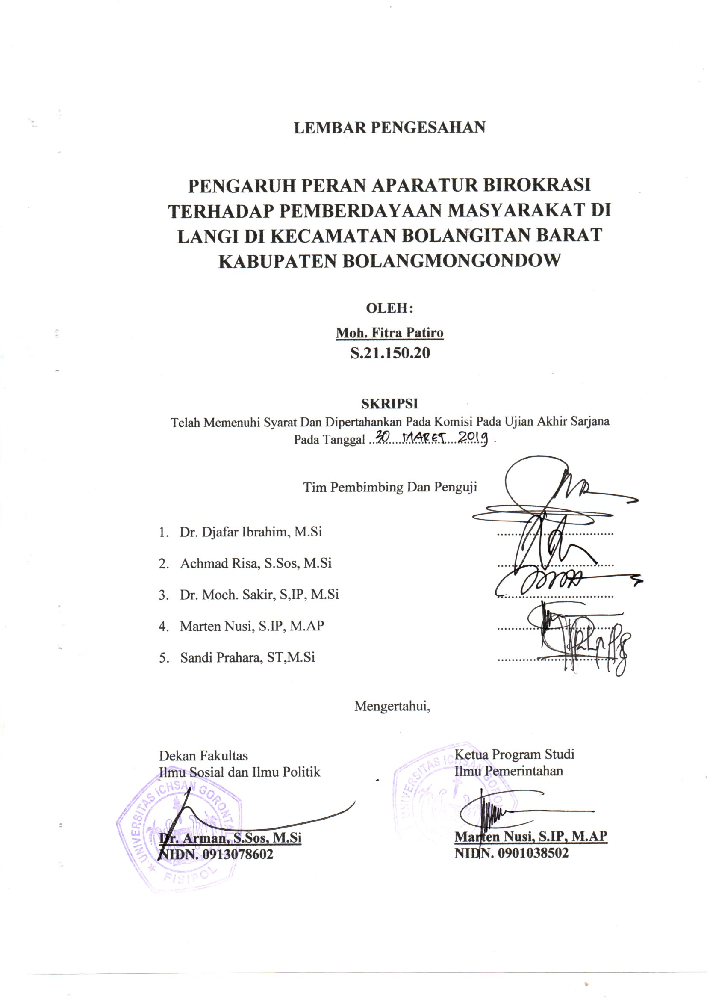 LEMBAR PENGESAHAN
PENGARUH PERAN APARATUR BIROKRASI
TERHADAP PEMBERDAYAAN MASYARAKAT DI
LANGI DI KECAMATAN BOLANGITAN BARAT
KABUPATEN BOLANGMONGONDOW
OLEH:
Moh. Fitra Patiro
S.21.150.20
SKRIPSI
Telah Memenuhi Syarat Dan Dipertahankan Pada Komisi Pada Ujian Akhir Sarjana
Pada Tanggal 30 MARET 2019.
Tim Pembimbing Dan Penguji
1. Dr. Djafar Ibrahim, M.Si ..............................
2. Achmad Risa, S.Sos, M.Si ..............................
3. Dr. Moch. Sakir, S,IP, M.Si ..............................
4. Marten Nusi, S.IP, M.AP ..............................
5. Sandi Prahara, ST,M.Si ..............................
Mengertahui,
Dekan Fakultas
Ilmu Sosial dan Ilmu Politik
Dr. Arman, S.Sos, M.Si
NIDN. 0913078602
UNIVERSITAS ICHSAN GORONTALO
FISIPOL
Ketua Program Studi
Ilmu Pemerintahan
Marten Nusi, S.IP, M.AP
NIDN. 0901038502
UNIVERSITAS ICHSAN GORON